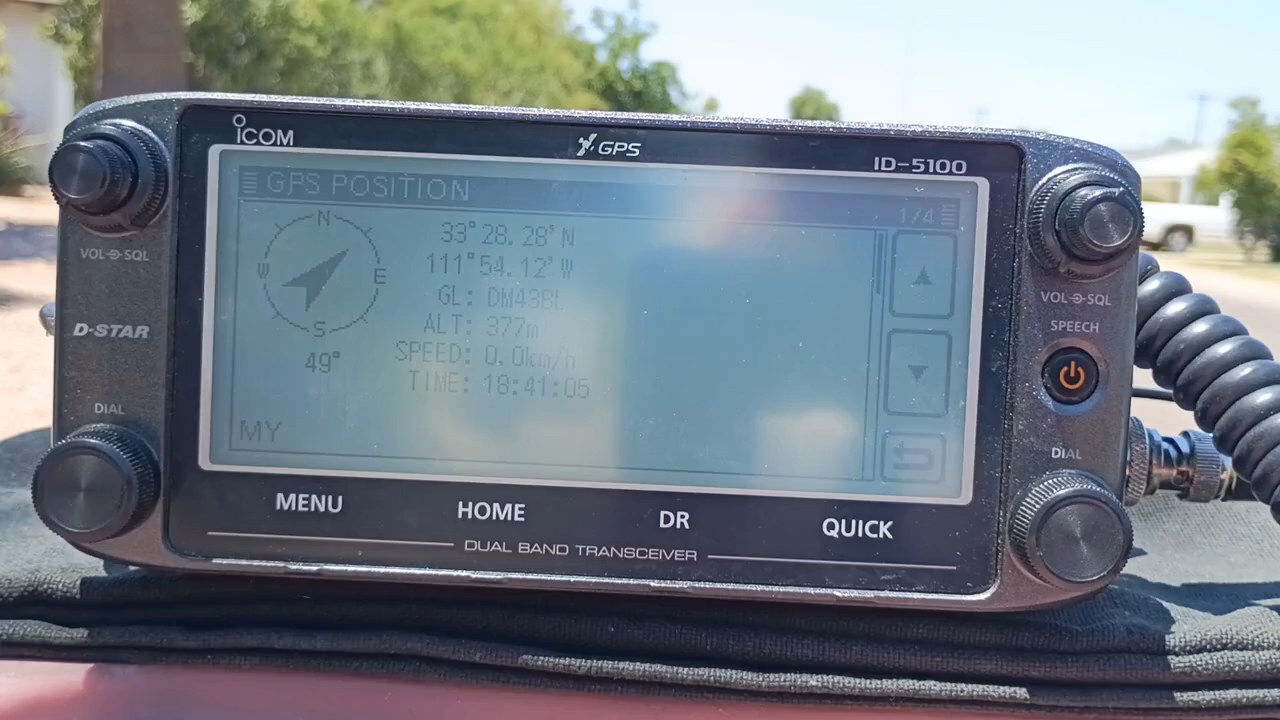 ICOM
GPS
ID-5100
GPS POSITION
1/4
N
W
E
S
49°
33°28.28'N
111°54.12'W
GL: DM43BL
ALT: 377m
SPEED: 0.0km/h
TIME: 18:41:05
MY
VOL SQL
D-STAR
DIAL
VOL SQL
SPEECH
DIAL
MENU
HOME
DR
QUICK
DUAL BAND TRANSCEIVER